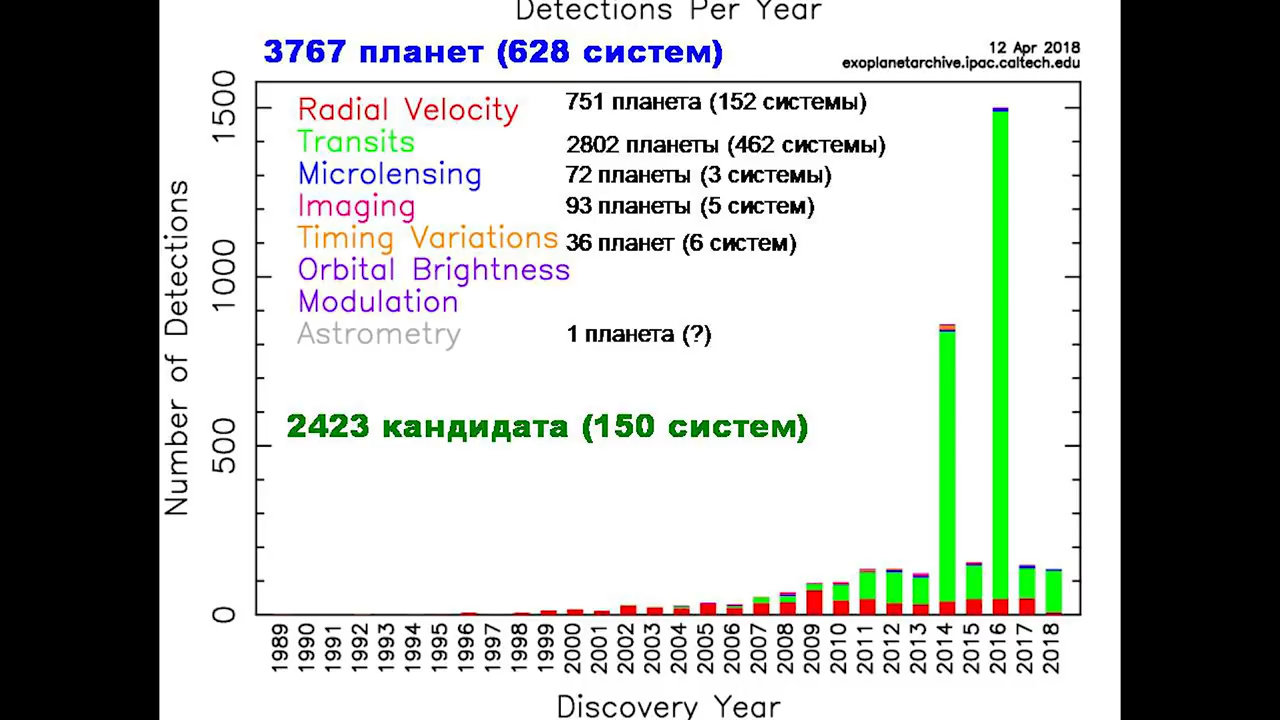 Detections Per Year
3767 планет (628 систем)
12 Apr 2018
exoplanetarchive.ipac.caltech.edu
Radial Velocity 751 планета (152 системы)
Transits 2802 планеты (462 системы)
Microlensing 72 планеты (3 системы)
Imaging 93 планеты (5 систем)
Timing Variations 36 планет (6 систем)
Orbital Brightness
Modulation
Astrometry 1 планета (?)
2423 кандидата (150 систем)
Number of Detections
1500
1000
500
0
1989 1990 1991 1992 1993 1994 1995 1996 1997 1998 1999 2000 2001 2002 2003 2004 2005 2006 2007 2008 2009 2010 2011 2012 2013 2014 2015 2016 2017 2018
Discovery Year